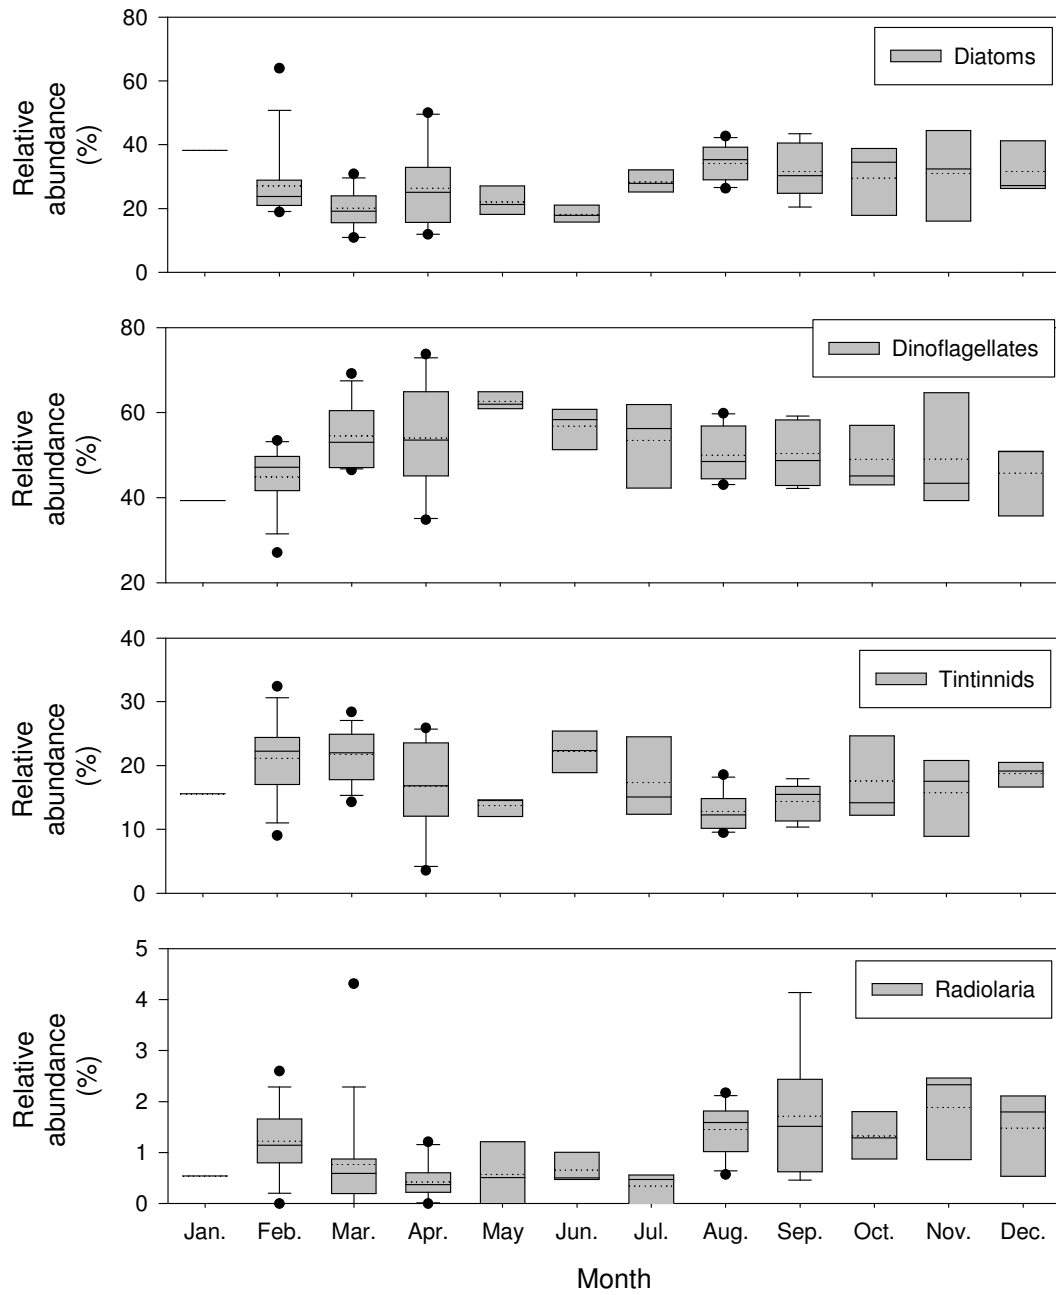 80
60
40
20
0
Relative
abundance
(%)
Diatoms
80
60
40
20
Relative
abundance
(%)
Dinoflagellates
40
30
20
10
0
Relative
abundance
(%)
Tintinnids
5
4
3
2
1
0
Relative
abundance
(%)
Radiolaria
Jan. Feb. Mar. Apr. May Jun. Jul. Aug. Sep. Oct. Nov. Dec.
Month